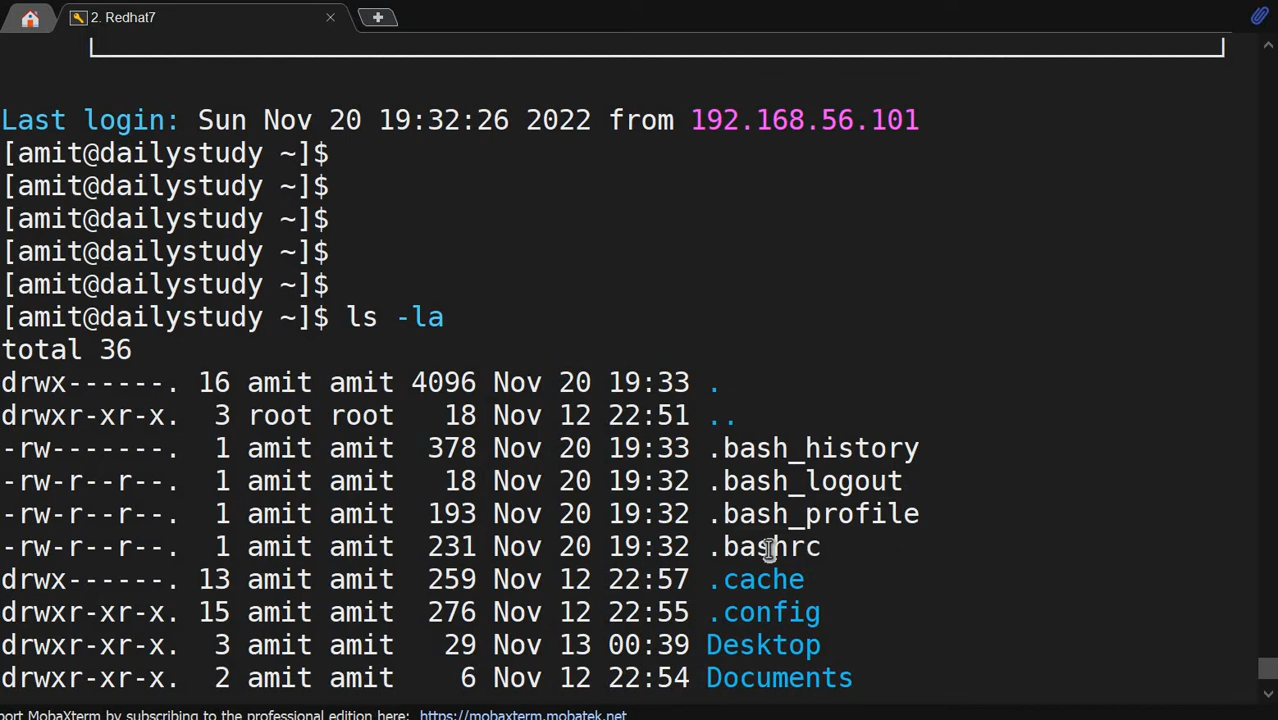 2. Redhat7
Last login: Sun Nov 20 19:32:26 2022 from 192.168.56.101
[amit@dailystudy ~]$
[amit@dailystudy ~]$
[amit@dailystudy ~]$
[amit@dailystudy ~]$
[amit@dailystudy ~]$
[amit@dailystudy ~]$ ls -la
total 36
drwx------. 16 amit amit 4096 Nov 20 19:33 .
drwxr-xr-x.  3 root root   18 Nov 12 22:51 ..
-rw-------.  1 amit amit  378 Nov 20 19:33 .bash_history
-rw-r--r--.  1 amit amit   18 Nov 20 19:32 .bash_logout
-rw-r--r--.  1 amit amit  193 Nov 20 19:32 .bash_profile
-rw-r--r--.  1 amit amit  231 Nov 20 19:32 .bashrc
drwx------. 13 amit amit  259 Nov 12 22:57 .cache
drwx------. 15 amit amit  276 Nov 12 22:55 .config
drwxr-xr-x.  3 amit amit   29 Nov 13 00:39 Desktop
drwxr-xr-x.  2 amit amit    6 Nov 12 22:54 Documents
port MobaXterm by subscribing to the professional edition here: https://mobaxterm.mobatek.net